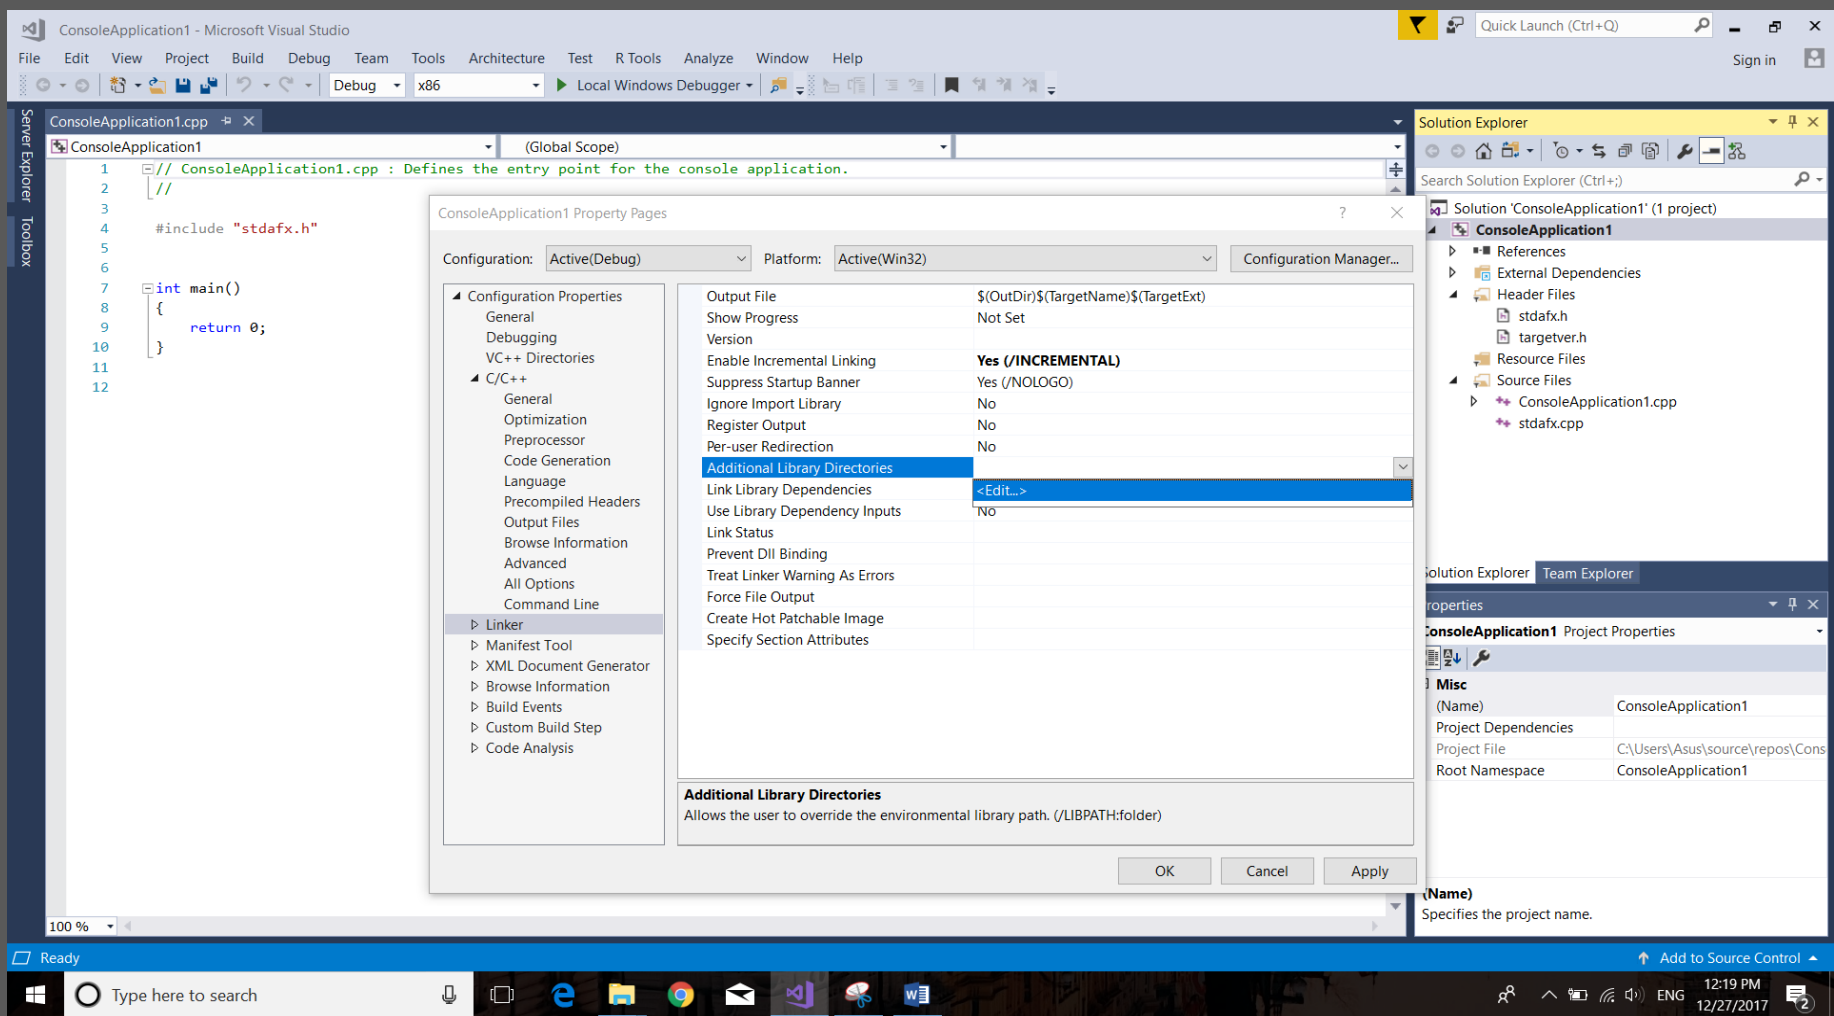 ConsoleApplication1 - Microsoft Visual Studio
Quick Launch (Ctrl+Q)
File Edit View Project Build Debug Team Tools Architecture Test R Tools Analyze Window Help
Sign in
Debug x86 Local Windows Debugger
Server Explorer
Toolbox
ConsoleApplication1.cpp
ConsoleApplication1 (Global Scope)
1 // ConsoleApplication1.cpp : Defines the entry point for the console application.
2 //
3
4 #include "stdafx.h"
5
6
7 int main()
8 {
9 return 0;
10 }
11
12
100 %
ConsoleApplication1 Property Pages
?
Configuration: Active(Debug) Platform: Active(Win32) Configuration Manager...
Configuration Properties
General
Debugging
VC++ Directories
C/C++
General
Optimization
Preprocessor
Code Generation
Language
Precompiled Headers
Output Files
Browse Information
Advanced
All Options
Command Line
Linker
Manifest Tool
XML Document Generator
Browse Information
Build Events
Custom Build Step
Code Analysis
Output File $(OutDir)$(TargetName)$(TargetExt)
Show Progress Not Set
Version
Enable Incremental Linking Yes (/INCREMENTAL)
Suppress Startup Banner Yes (/NOLOGO)
Ignore Import Library No
Register Output No
Per-user Redirection No
Additional Library Directories
Link Library Dependencies <Edit...>
Use Library Dependency Inputs No
Link Status
Prevent Dll Binding
Treat Linker Warning As Errors
Force File Output
Create Hot Patchable Image
Specify Section Attributes
Additional Library Directories
Allows the user to override the environmental library path. (/LIBPATH:folder)
OK Cancel Apply
Solution Explorer
Search Solution Explorer (Ctrl+;)
Solution 'ConsoleApplication1' (1 project)
ConsoleApplication1
References
External Dependencies
Header Files
stdafx.h
targetver.h
Resource Files
Source Files
ConsoleApplication1.cpp
stdafx.cpp
olution Explorer Team Explorer
roperties
ConsoleApplication1 Project Properties
Misc
(Name) ConsoleApplication1
Project Dependencies
Project File C:\Users\Asus\source\repos\Cons
Root Namespace ConsoleApplication1
(Name)
Specifies the project name.
Ready
Add to Source Control
Type here to search
ENG
12:19 PM
12/27/2017
2